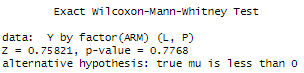 Exact Wilcoxon-Mann-Whitney Test
data: Y by factor(ARM) (L, P)
Z = 0.75821, p-value = 0.7768
alternative hypothesis: true mu is less than 0